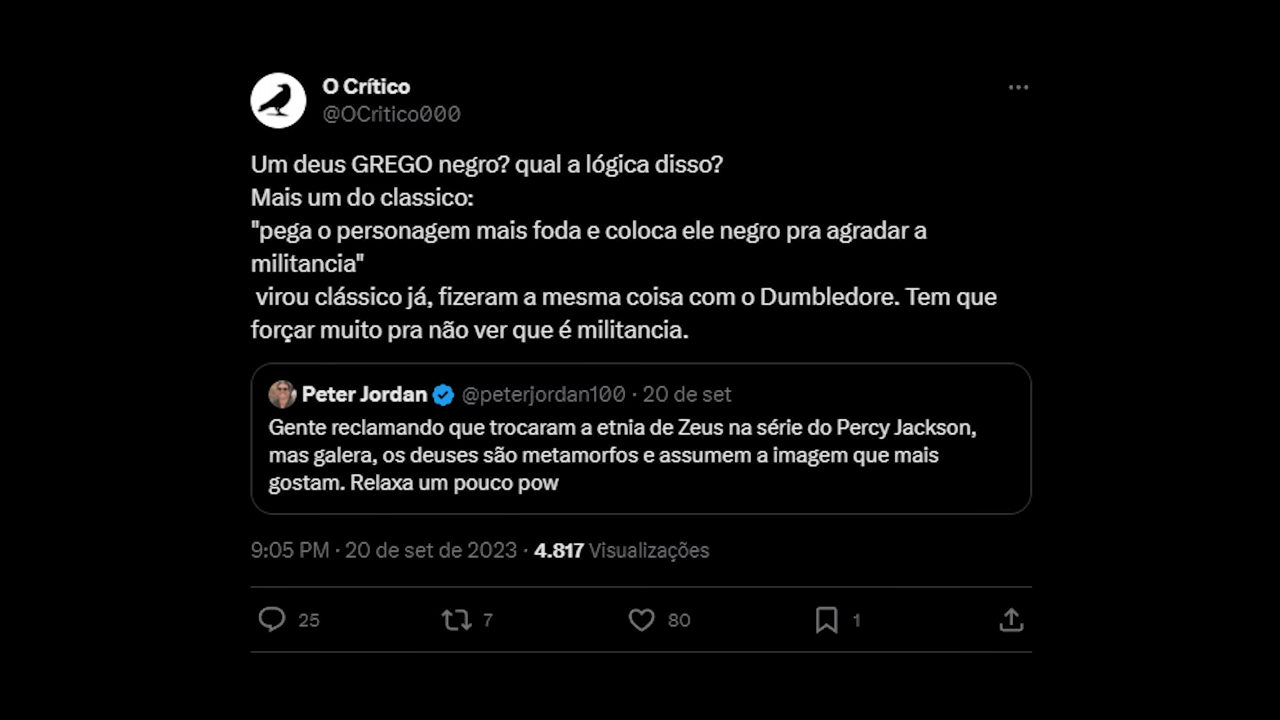 O Crítico
@OCritico000
Um deus GREGO negro? qual a lógica disso?
Mais um do classico:
"pega o personagem mais foda e coloca ele negro pra agradar a
militancia"
virou clássico já, fizeram a mesma coisa com o Dumbledore. Tem que
forçar muito pra não ver que é militancia.
Peter Jordan @peterjordan100 · 20 de set
Gente reclamando que trocaram a etnia de Zeus na série do Percy Jackson,
mas galera, os deuses são metamorfos e assumem a imagem que mais
gostam. Relaxa um pouco pow
9:05 PM · 20 de set de 2023 · 4.817 Visualizações
25 7 80 1